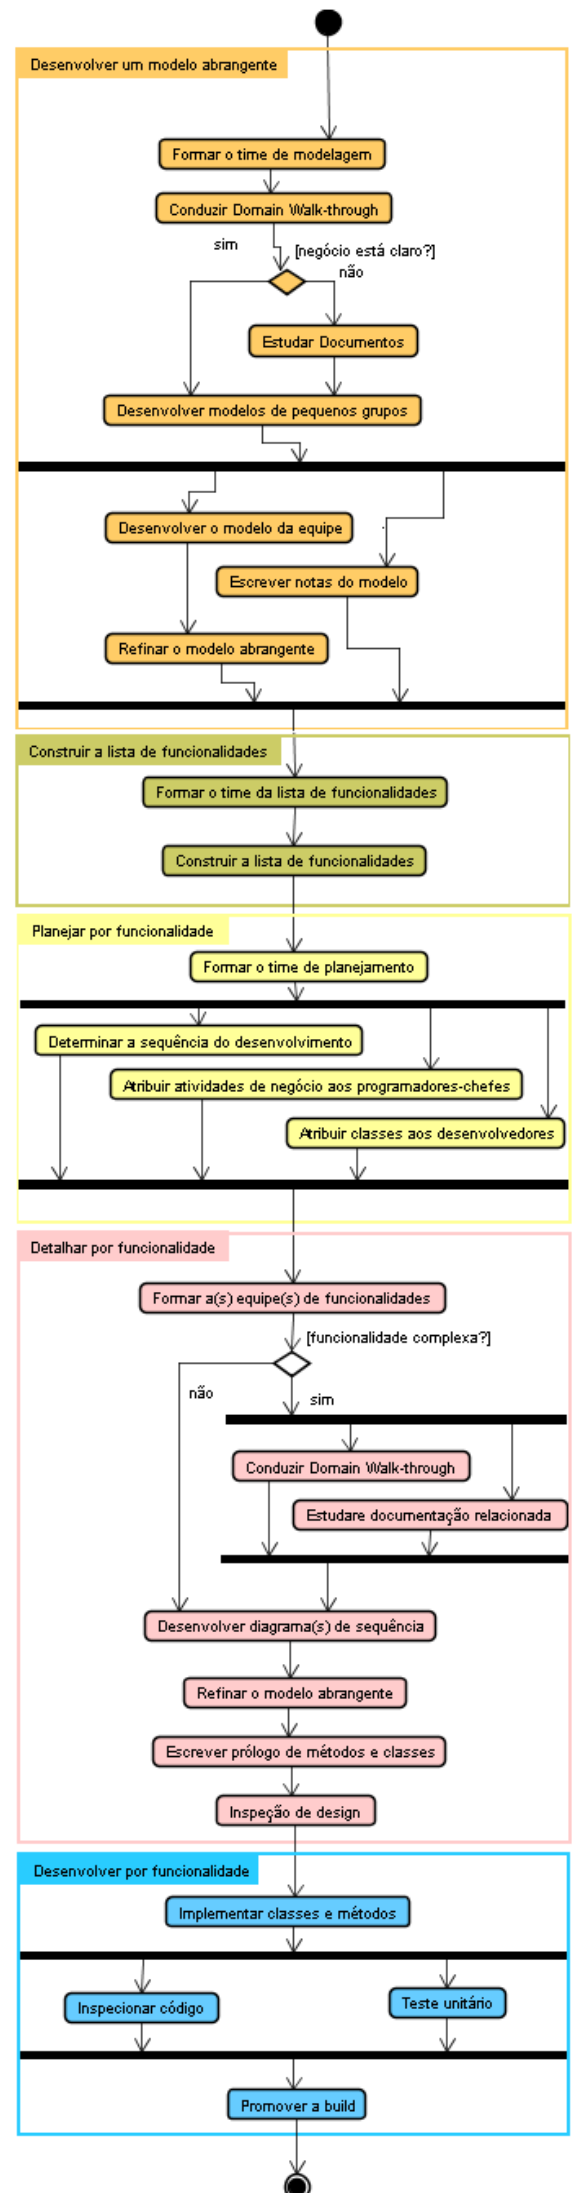 Desenvolver um modelo abrangente
Formar o time de modelagem
Conduzir Domain Walk-through
sim
[negócio está claro?]
não
Estudar Documentos
Desenvolver modelos de pequenos grupos
Desenvolver o modelo da equipe
Escrever notas do modelo
Refinar o modelo abrangente
Construir a lista de funcionalidades
Formar o time da lista de funcionalidades
Construir a lista de funcionalidades
Planejar por funcionalidade
Formar o time de planejamento
Determinar a sequência do desenvolvimento
Atribuir atividades de negócio aos programadores-chefes
Atribuir classes aos desenvolvedores
Detalhar por funcionalidade
Formar a(s) equipe(s) de funcionalidades
[funcionalidade complexa?]
não
sim
Conduzir Domain Walk-through
Estudare documentação relacionada
Desenvolver diagrama(s) de sequência
Refinar o modelo abrangente
Escrever prólogo de métodos e classes
Inspeção de design
Desenvolver por funcionalidade
Implementar classes e métodos
Inspecionar código
Teste unitário
Promover a build